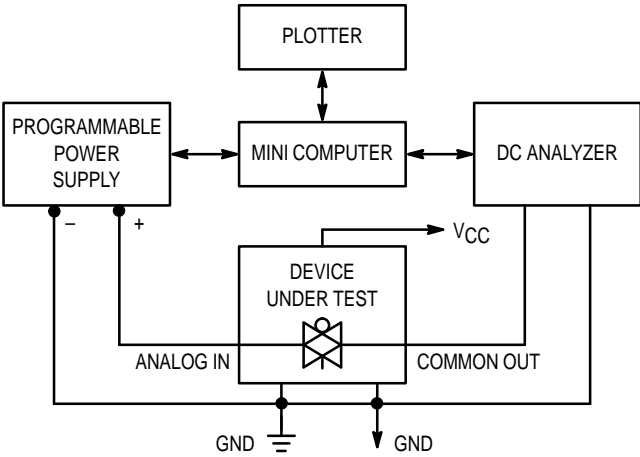 PLOTTER
PROGRAMMABLE
POWER
SUPPLY
MINI COMPUTER
DC ANALYZER
– +
VCC
DEVICE
UNDER TEST
ANALOG IN
COMMON OUT
GND
GND